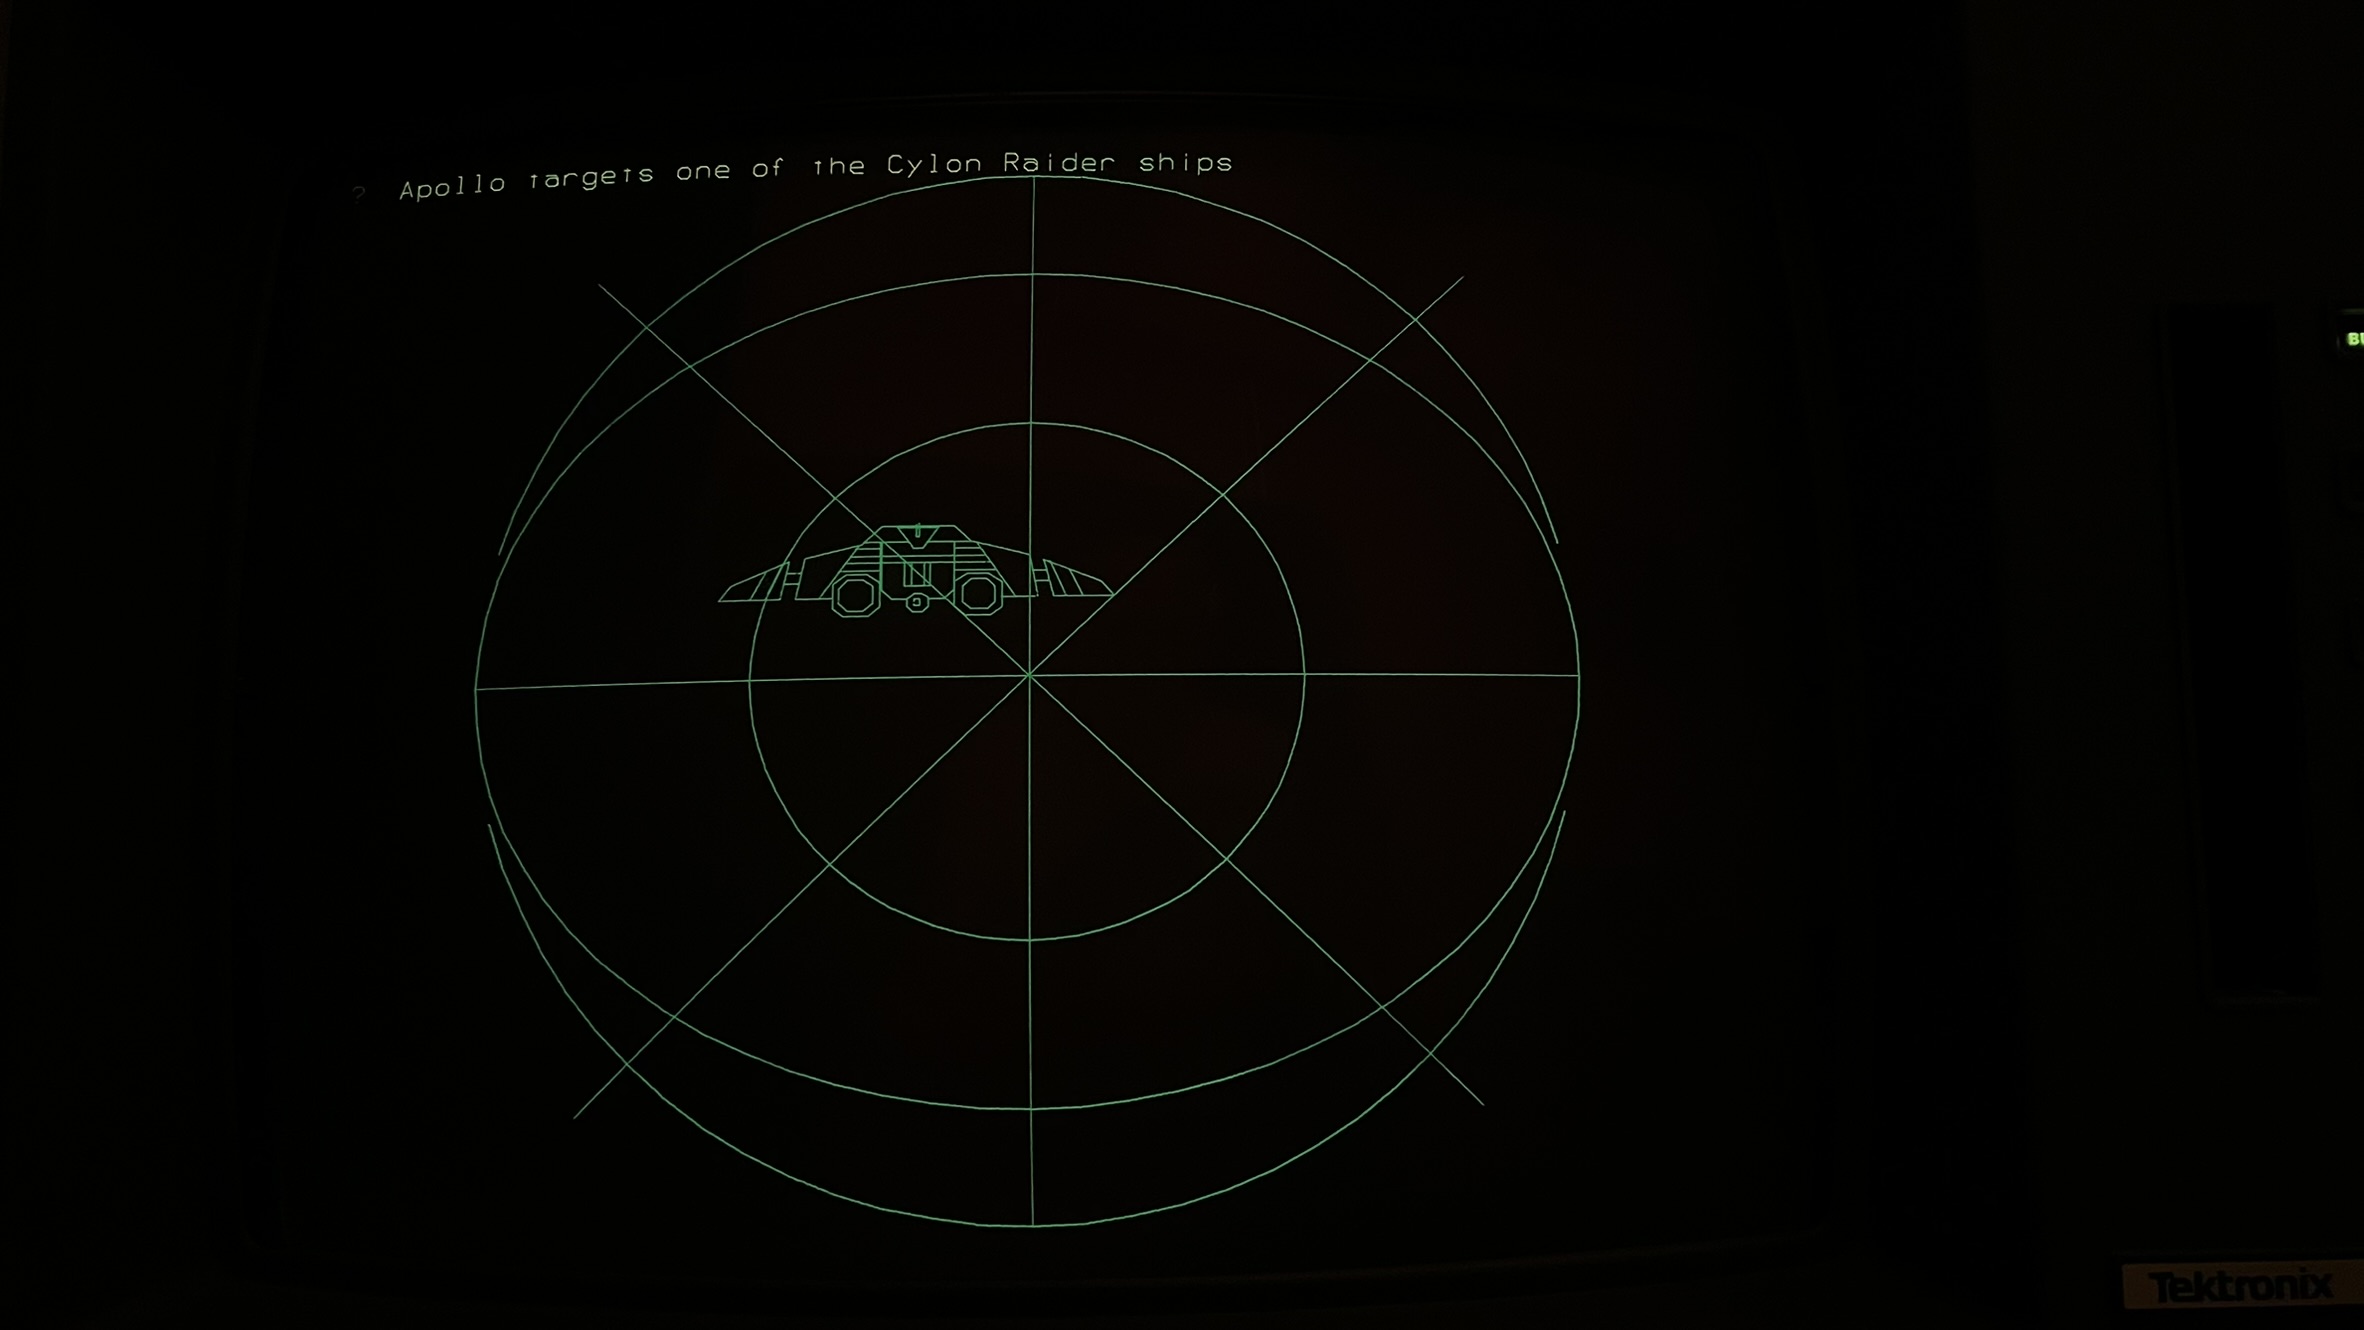 ? Apollo targets one of the Cylon Raider ships
Tektronix